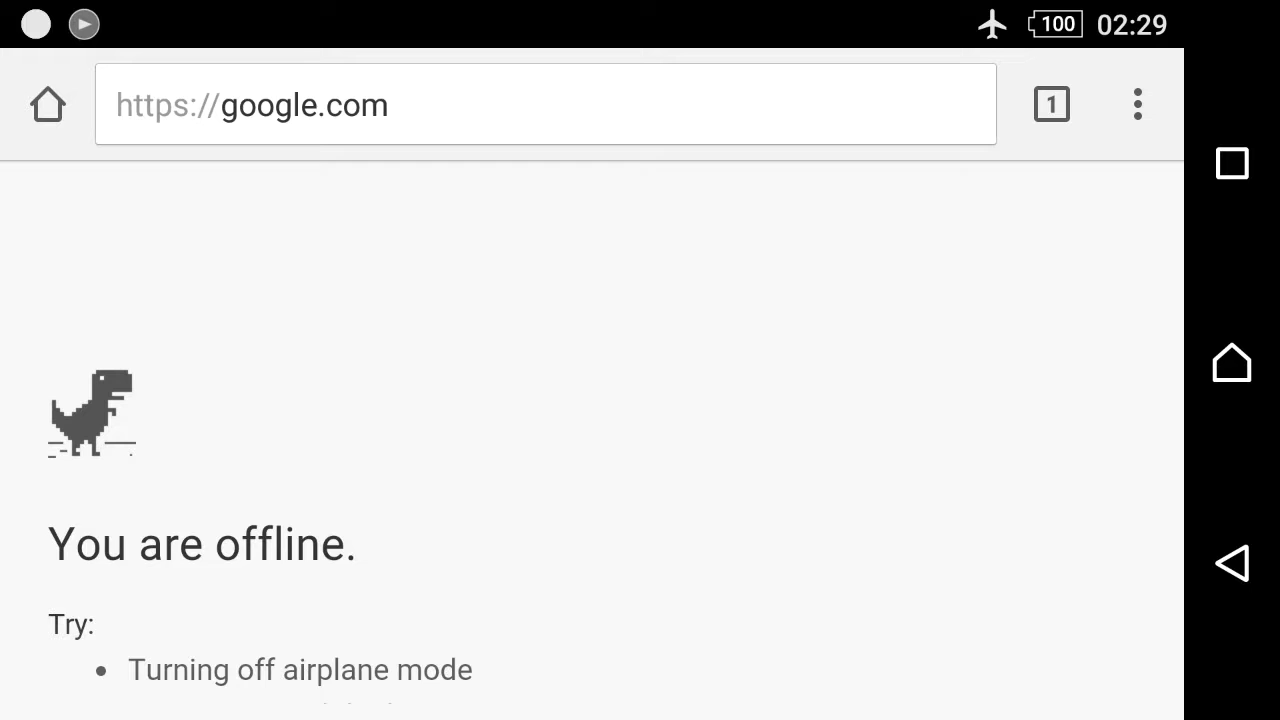 100 02:29
https://google.com
1
You are offline.
Try:
• Turning off airplane mode